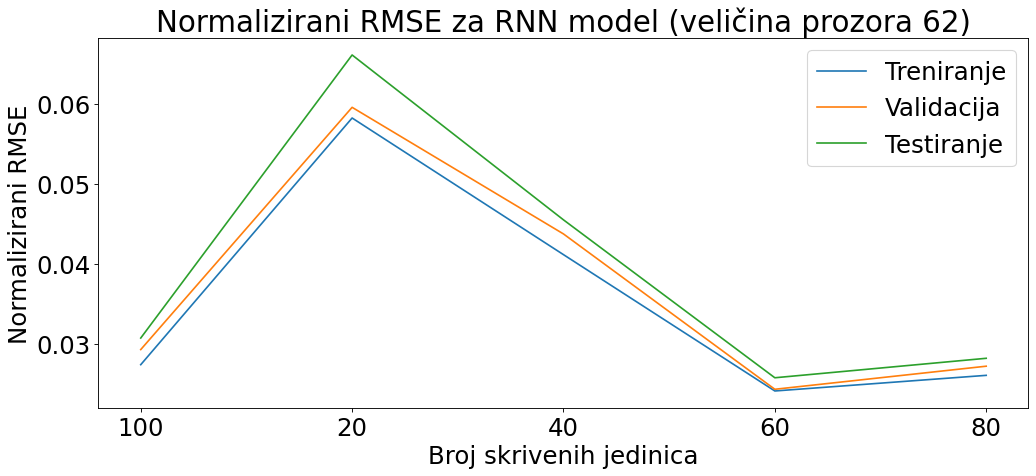 Normalizirani RMSE za RNN model (veličina prozora 62)
Treniranje
Validacija
Testiranje
Normalizirani RMSE
0.06
0.05
0.04
0.03
100 20 40 60 80
Broj skrivenih jedinica